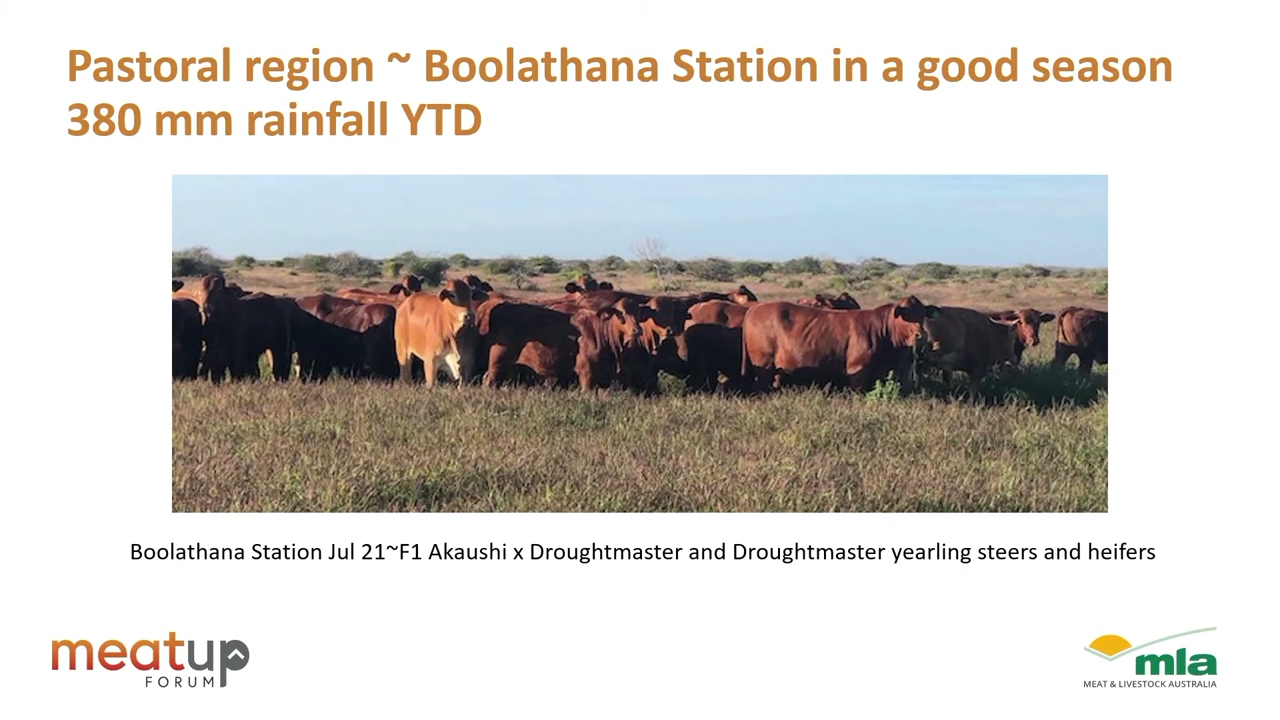 Pastoral region ~ Boolathana Station in a good season
380 mm rainfall YTD
Boolathana Station Jul 21~F1 Akaushi x Droughtmaster and Droughtmaster yearling steers and heifers
meatup
FORUM
mla
MEAT & LIVESTOCK AUSTRALIA